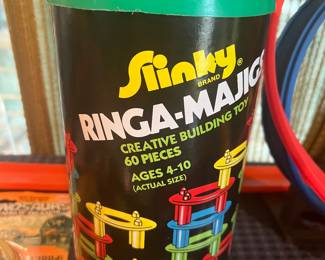 Slinky®
BRAND
RINGA-MAJIGS
CREATIVE BUILDING TOY
60 PIECES
AGES 4-10
(ACTUAL SIZE)